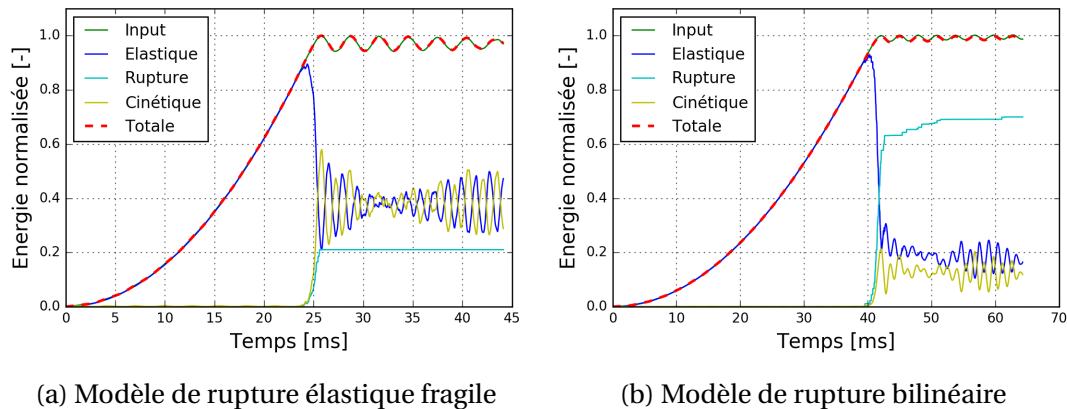 Energie normalisée [-]
1.0
0.8
0.6
0.4
0.2
0.0
Input
Elastique
Rupture
Cinétique
Totale
0 5 10 15 20 25 30 35 40 45
Temps [ms]
(a) Modèle de rupture élastique fragile
Energie normalisée [-]
1.0
0.8
0.6
0.4
0.2
0.0
Input
Elastique
Rupture
Cinétique
Totale
0 10 20 30 40 50 60 70
Temps [ms]
(b) Modèle de rupture bilinéaire